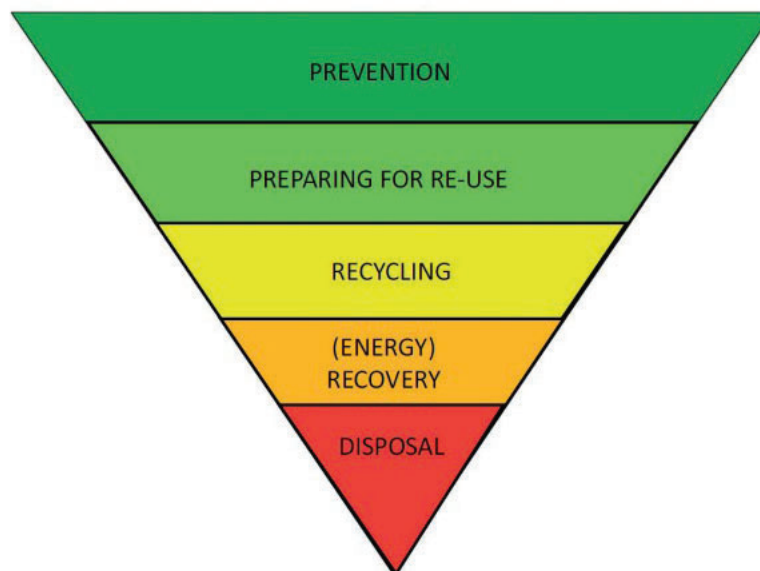 PREVENTION
PREPARING FOR RE-USE
RECYCLING
(ENERGY)
RECOVERY
DISPOSAL